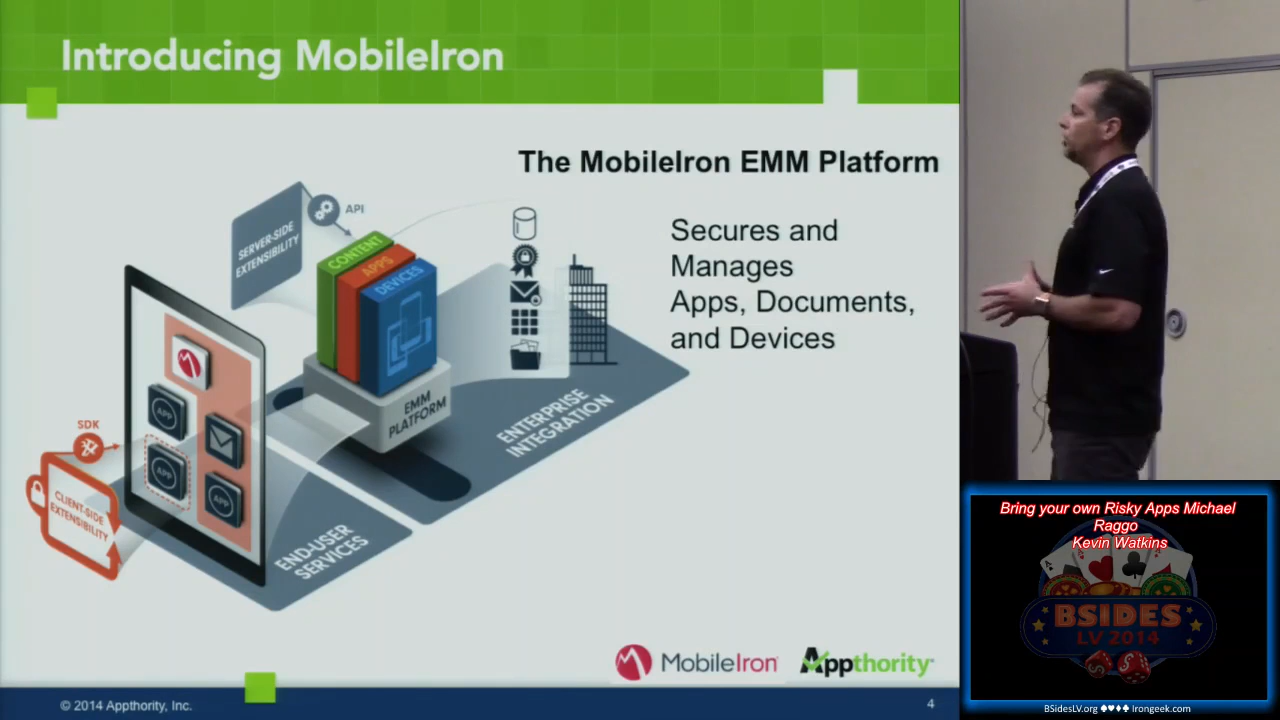 Introducing MobileIron
The MobileIron EMM Platform
Secures and
Manages
Apps, Documents,
and Devices
SERVER-SIDE
EXTENSIBILITY
API
CONTENT
APPS
DEVICES
EMM
PLATFORM
ENTERPRISE
INTEGRATION
SDK
APP
APP
APP
CLIENT-SIDE
EXTENSIBILITY
END-USER
SERVICES
MobileIron
Appthority
© 2014 Appthority, Inc.
4
Bring your own Risky Apps Michael
Raggo
Kevin Watkins
BSIDES
LV 2014
BSidesLV.org ♠♥♦♣ Irongeek.com